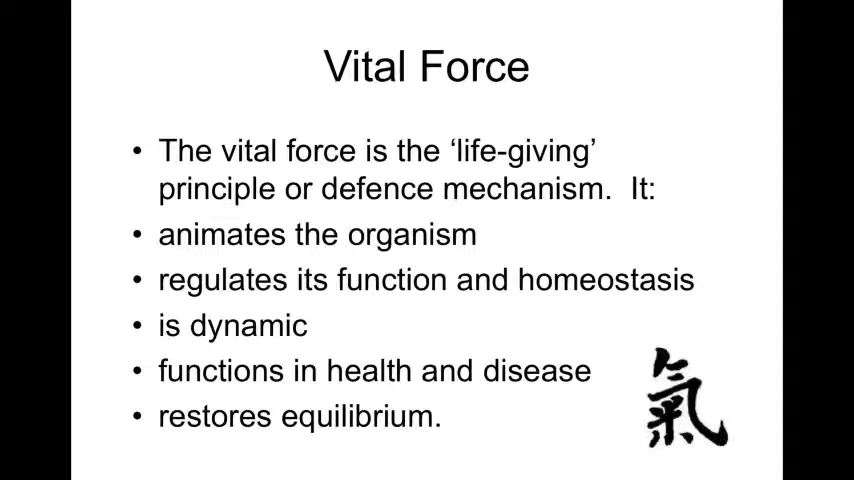 Vital Force
• The vital force is the ‘life-giving’
principle or defence mechanism.  It:
• animates the organism
• regulates its function and homeostasis
• is dynamic
• functions in health and disease
• restores equilibrium.
氣